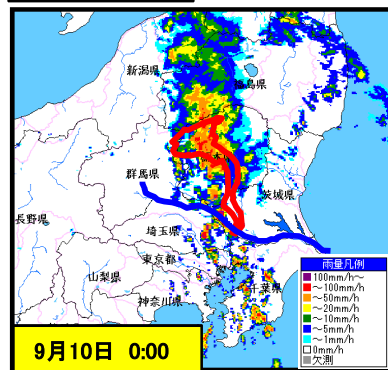 新潟県
島県
群馬県
茨城県
長野県
埼玉県
東京都
山梨県
千葉県
神奈川県
雨量凡例
100mm/h~
~100mm/h
~50mm/h
~20mm/h
~10mm/h
~5mm/h
~1mm/h
0mm/h
欠測
9月10日 0:00